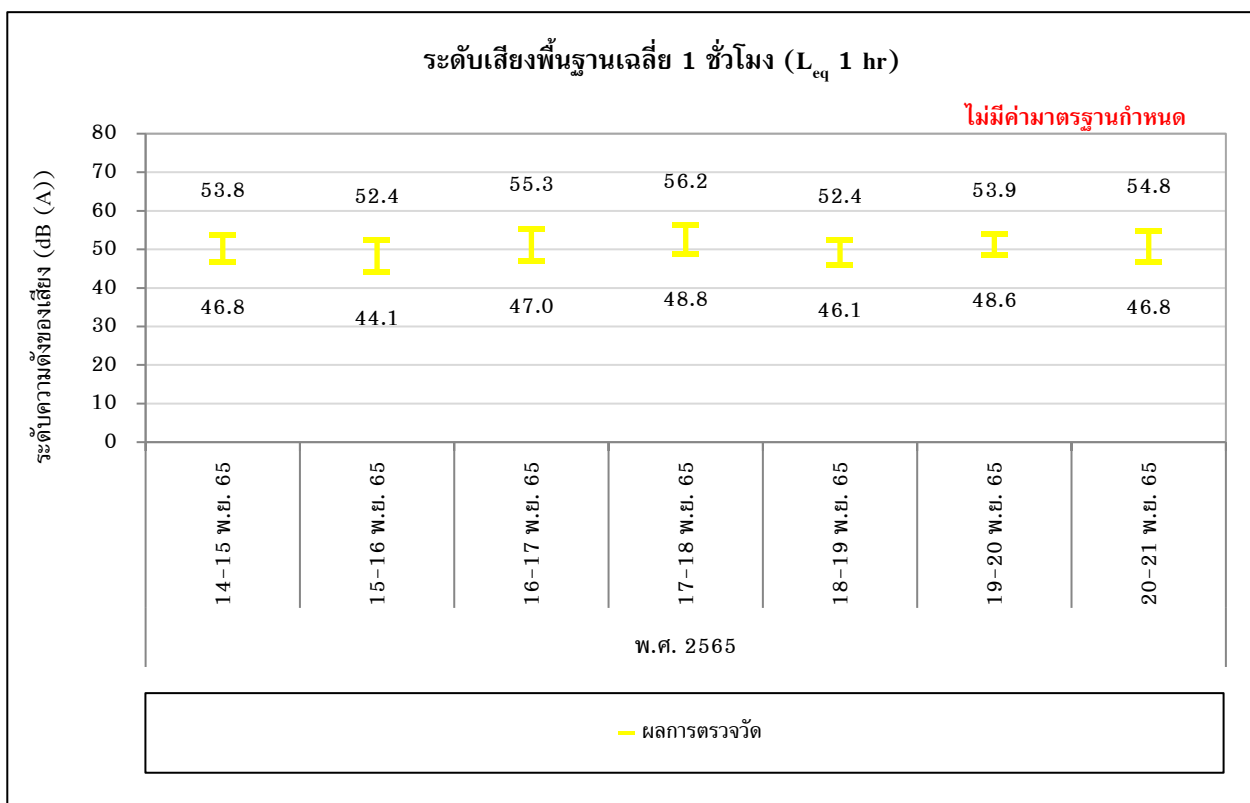 ระดับเสียงพื้นฐานเฉลี่ย 1 ชั่วโมง (Leq 1 hr)
ไม่มีค่ามาตรฐานกำหนด
ระดับความดังของเสียง (dB (A))
80
70
60
50
40
30
20
10
0
53.8 52.4 55.3 56.2 52.4 53.9 54.8
46.8 44.1 47.0 48.8 46.1 48.6 46.8
14-15 พ.ย. 65
15-16 พ.ย. 65
16-17 พ.ย. 65
17-18 พ.ย. 65
18-19 พ.ย. 65
19-20 พ.ย. 65
20-21 พ.ย. 65
พ.ศ. 2565
ผลการตรวจวัด